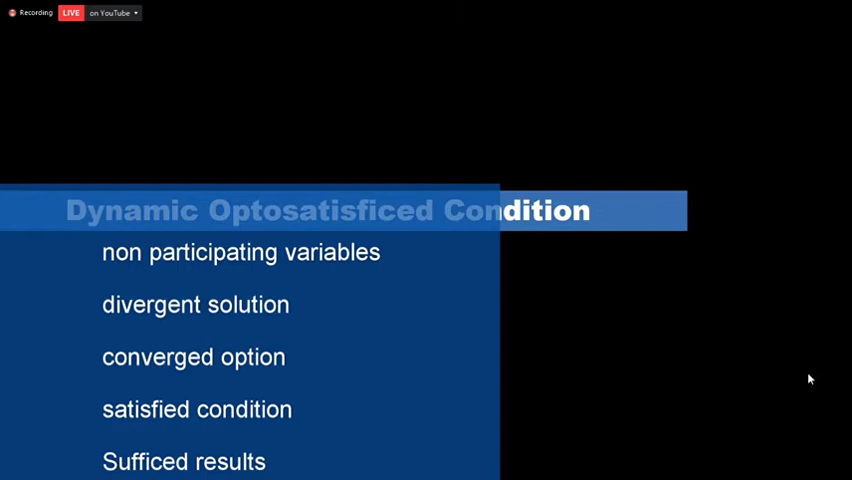 Recording LIVE on YouTube
Dynamic Optosatisficed Condition
non participating variables
divergent solution
converged option
satisfied condition
Sufficed results